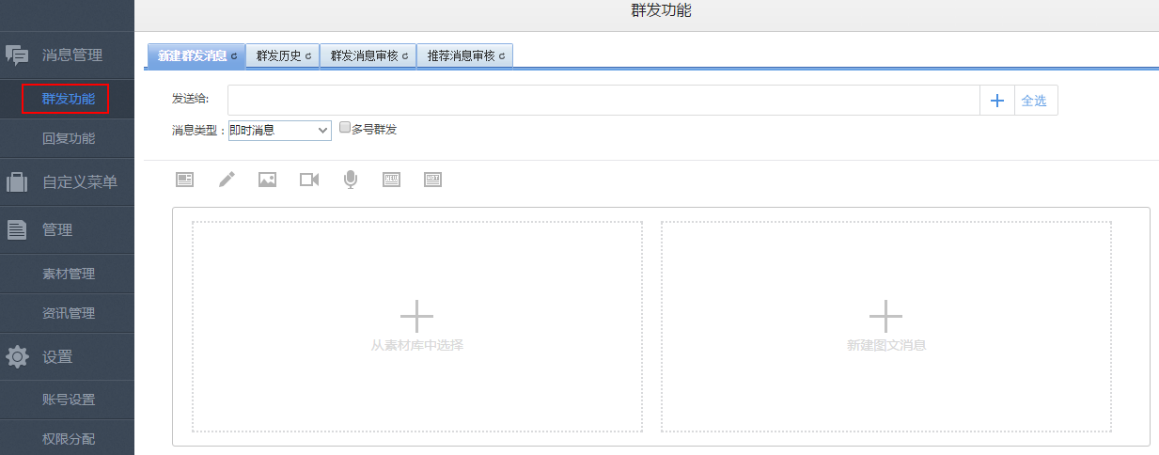 群发功能
消息管理
群发功能
回复功能
自定义菜单
管理
素材管理
资讯管理
设置
账号设置
权限分配
新建群发消息 群发历史 群发消息审核 推荐消息审核
发送给: 全选
消息类型: 即时消息 多号群发
从素材库中选择 新建图文消息